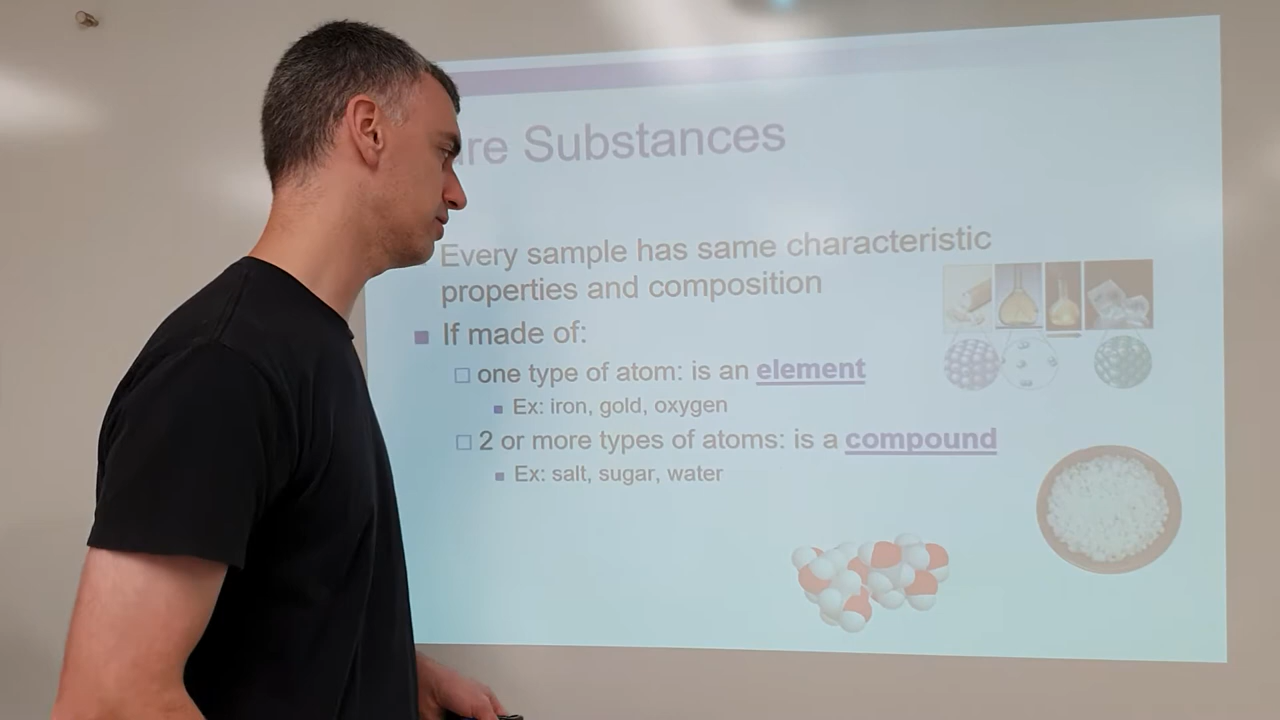 Substances
Every sample has same characteristic
properties and composition
If made of:
one type of atom: is an element
Ex: iron, gold, oxygen
2 or more types of atoms: is a compound
Ex: salt, sugar, water